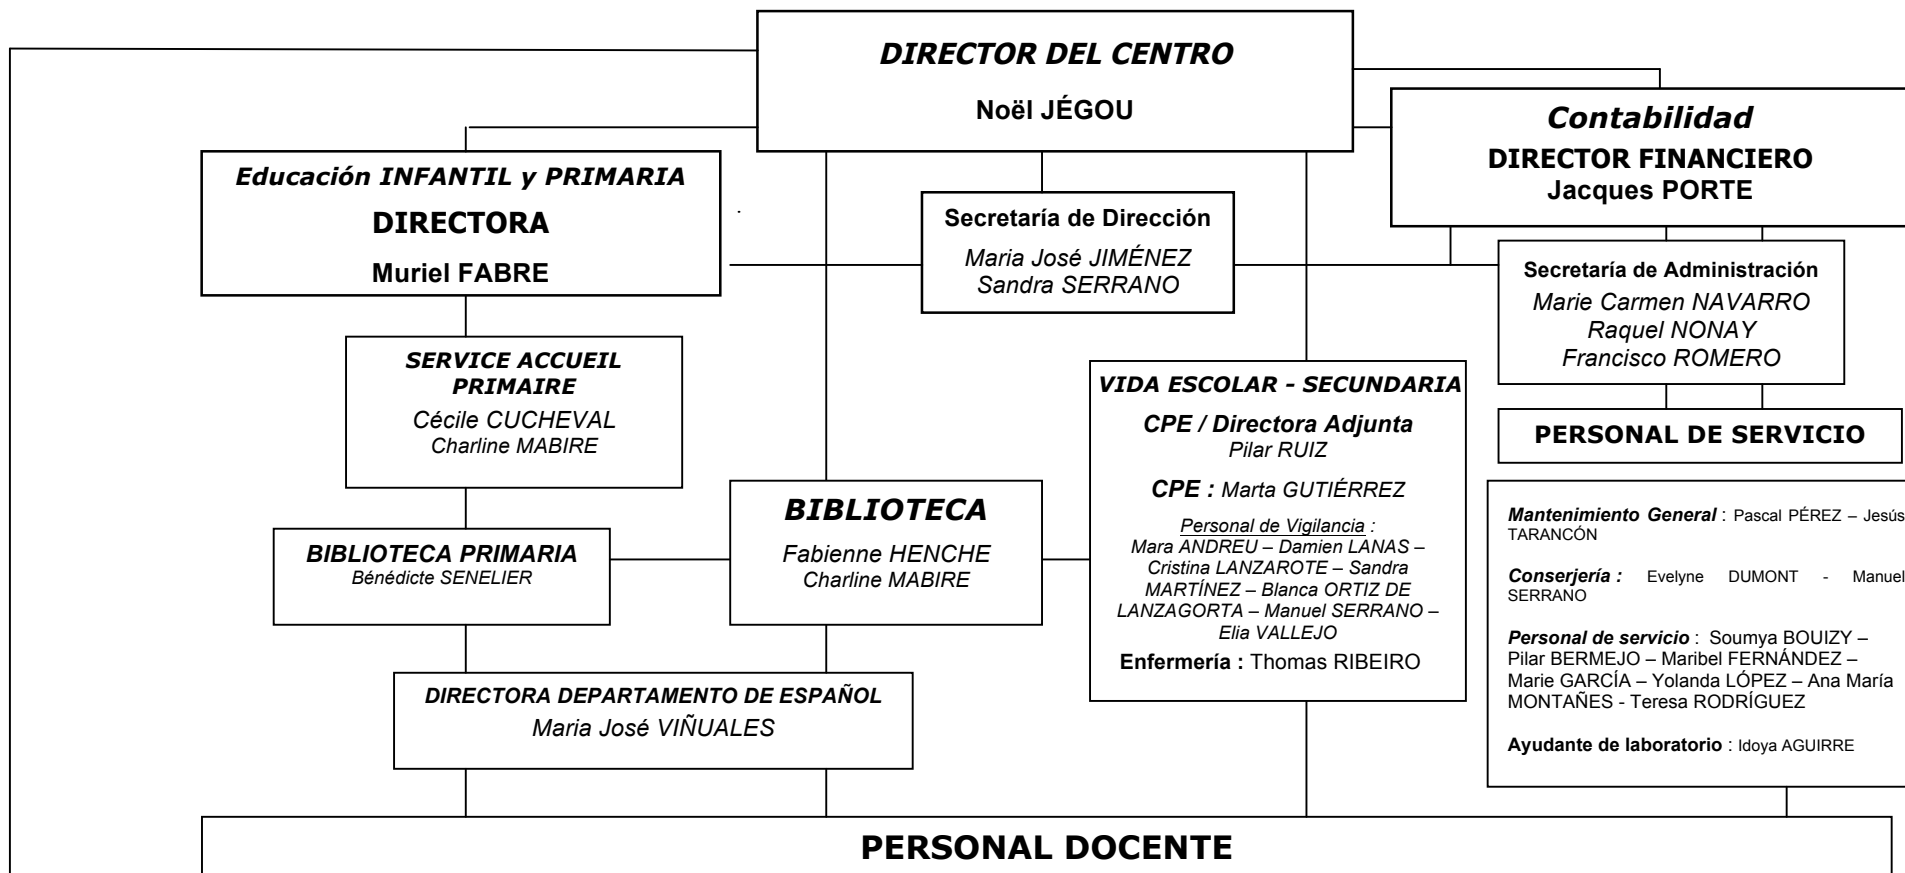 DIRECTOR DEL CENTRO
Noël JÉGOU
Contabilidad
DIRECTOR FINANCIERO
Jacques PORTE
Educación INFANTIL y PRIMARIA
DIRECTORA
Muriel FABRE
Secretaría de Dirección
Maria José JIMÉNEZ
Sandra SERRANO
Secretaría de Administración
Marie Carmen NAVARRO
Raquel NONAY
Francisco ROMERO
SERVICE ACCUEIL
PRIMAIRE
Cécile CUCHEVAL
Charline MABIRE
VIDA ESCOLAR - SECUNDARIA
CPE / Directora Adjunta
Pilar RUIZ
CPE : Marta GUTIÉRREZ
Personal de Vigilancia :
Mara ANDREU – Damien LANAS –
Cristina LANZAROTE – Sandra
MARTÍNEZ – Blanca ORTIZ DE
LANZAGORTA – Manuel SERRANO –
Elia VALLEJO
Enfermería : Thomas RIBEIRO
PERSONAL DE SERVICIO
BIBLIOTECA
Fabienne HENCHE
Charline MABIRE
BIBLIOTECA PRIMARIA
Bénédicte SENELIER
Mantenimiento General : Pascal PÉREZ – Jesús
TARANCÓN
Conserjería : Evelyne DUMONT - Manuel
SERRANO
Personal de servicio : Soumya BOUIZY –
Pilar BERMEJO – Maribel FERNÁNDEZ –
Marie GARCÍA – Yolanda LÓPEZ – Ana María
MONTAÑES - Teresa RODRÍGUEZ
Ayudante de laboratorio : Idoya AGUIRRE
DIRECTORA DEPARTAMENTO DE ESPAÑOL
Maria José VIÑUALES
PERSONAL DOCENTE